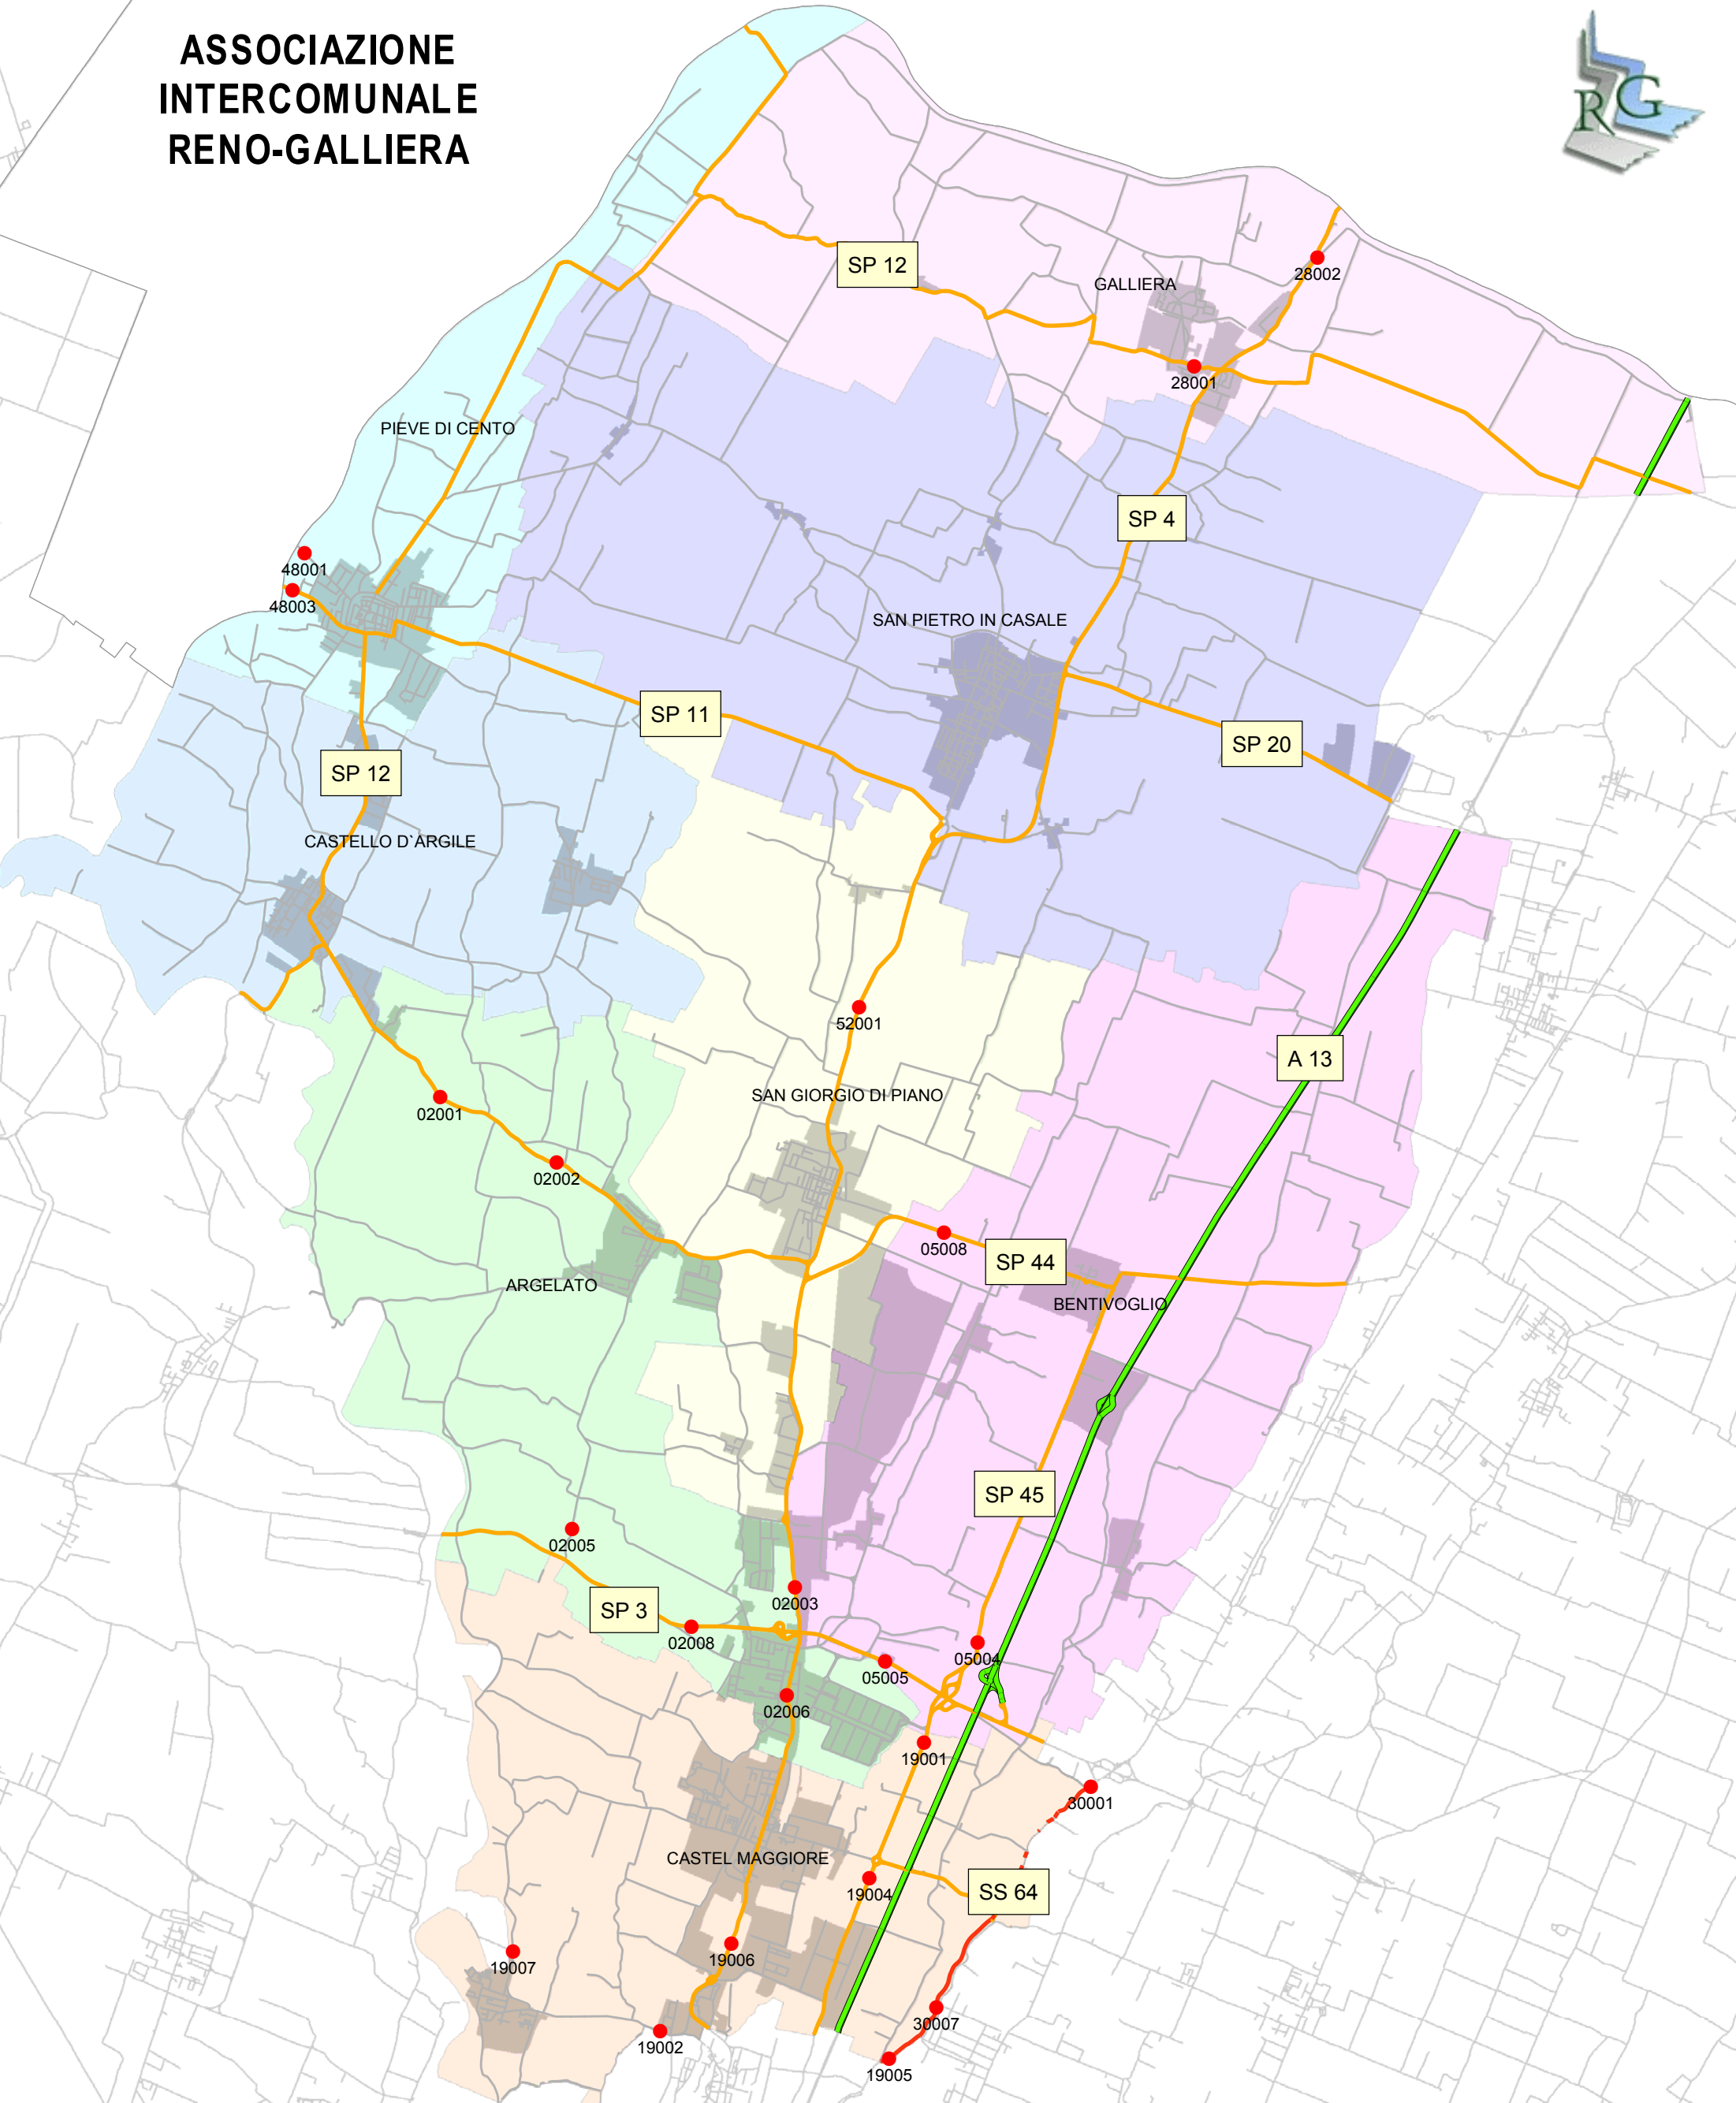 ASSOCIAZIONE
INTERCOMUNALE
RENO-GALLIERA
RG
SP 12
GALLIERA
28002
28001
PIEVE DI CENTO
SP 4
48001
48003
SAN PIETRO IN CASALE
SP 11
SP 20
SP 12
CASTELLO D`ARGILE
52001
A 13
SAN GIORGIO DI PIANO
02001
02002
05008
SP 44
ARGELATO
BENTIVOGLIO
SP 45
02005
02003
SP 3
02008
05004
05005
02006
19001
30001
CASTEL MAGGIORE
19004
SS 64
19006
19007
30007
19002
19005